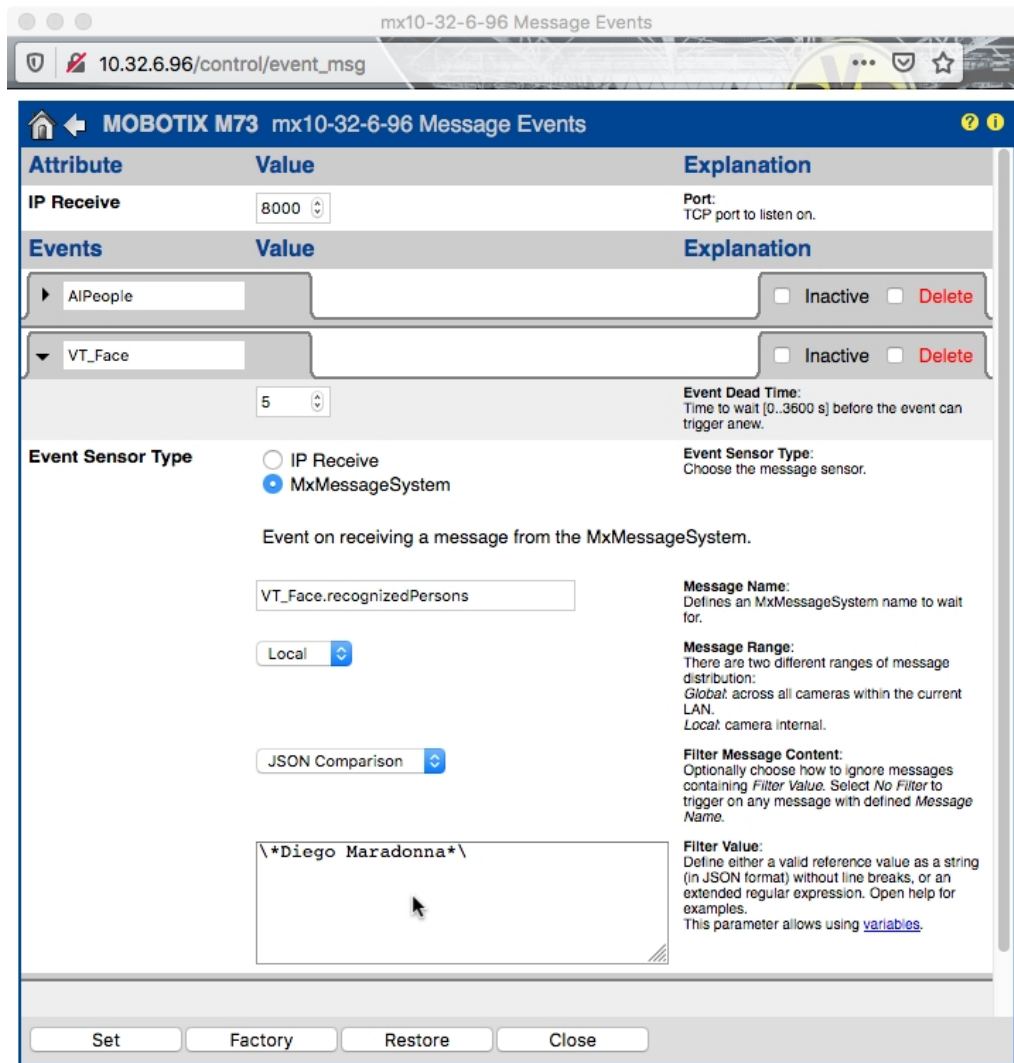 mx10-32-6-96 Message Events
10.32.6.96/control/event_msg
MOBOTIX M73 mx10-32-6-96 Message Events
Attribute Value Explanation
IP Receive 8000 Port:
TCP port to listen on.
Events Value Explanation
AIPeople Inactive Delete
VT_Face Inactive Delete
5 Event Dead Time:
Time to wait [0..3600 s] before the event can
trigger anew.
Event Sensor Type IP Receive Event Sensor Type:
MxMessageSystem Choose the message sensor.
Event on receiving a message from the MxMessageSystem.
VT_Face.recognizedPersons Message Name:
Defines an MxMessageSystem name to wait
for.
Local Message Range:
There are two different ranges of message
distribution:
Global: across all cameras within the current
LAN.
Local: camera internal.
JSON Comparison Filter Message Content:
Optionally choose how to ignore messages
containing Filter Value. Select No Filter to
trigger on any message with defined Message
Name.
\*Diego Maradonna*\ Filter Value:
Define either a valid reference value as a string
(in JSON format) without line breaks, or an
extended regular expression. Open help for
examples.
This parameter allows using variables.
Set Factory Restore Close